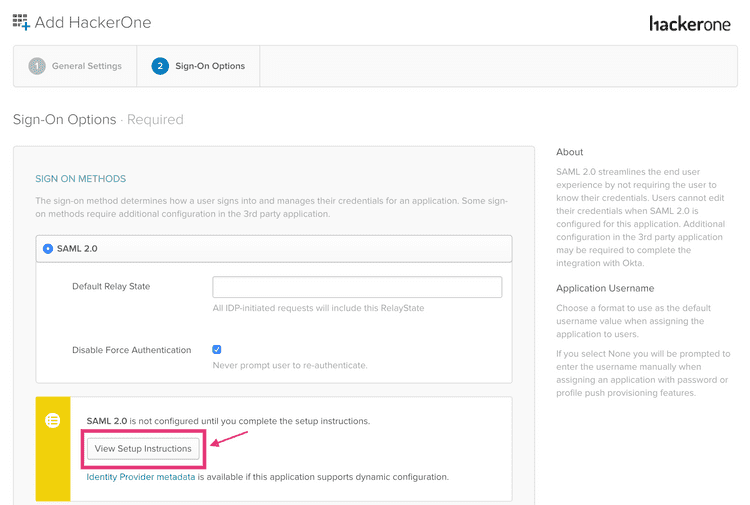 Add HackerOne
hackerone
1 General Settings
2 Sign-On Options
Sign-On Options · Required
SIGN ON METHODS
The sign-on method determines how a user signs into and manages their credentials for an application. Some sign-
on methods require additional configuration in the 3rd party application.
SAML 2.0
Default Relay State
All IDP-initiated requests will include this RelayState
Disable Force Authentication
Never prompt user to re-authenticate.
SAML 2.0 is not configured until you complete the setup instructions.
View Setup Instructions
Identity Provider metadata is available if this application supports dynamic configuration.
About
SAML 2.0 streamlines the end user
experience by not requiring the user to
know their credentials. Users cannot edit
their credentials when SAML 2.0 is
configured for this application. Additional
configuration in the 3rd party application
may be required to complete the
integration with Okta.
Application Username
Choose a format to use as the default
username value when assigning the
application to users.
If you select None you will be prompted to
enter the username manually when
assigning an application with password or
profile push provisioning features.